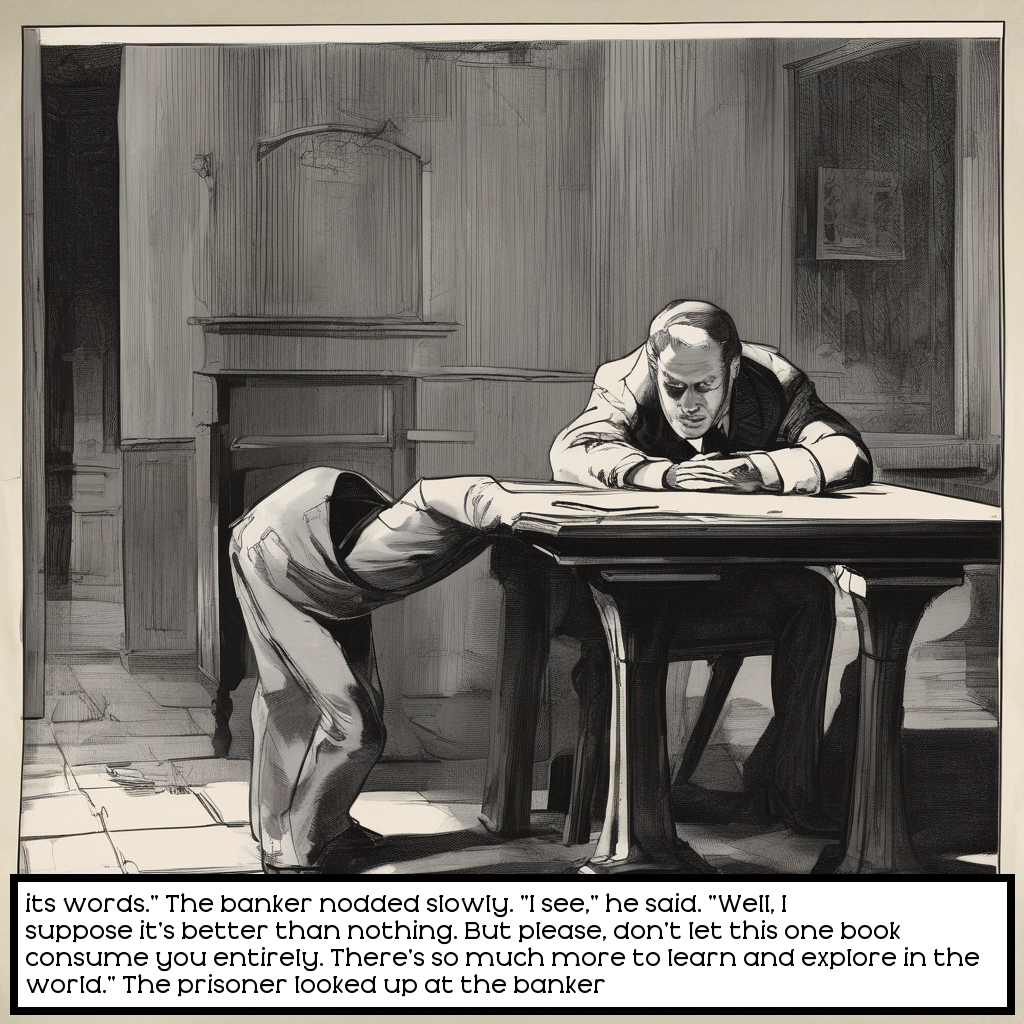 its words." The banker nodded slowly. "I see," he said. "Well, I
suppose it's better than nothing. But please, don't let this one book
consume you entirely. There's so much more to learn and explore in the
world." The prisoner looked up at the banker